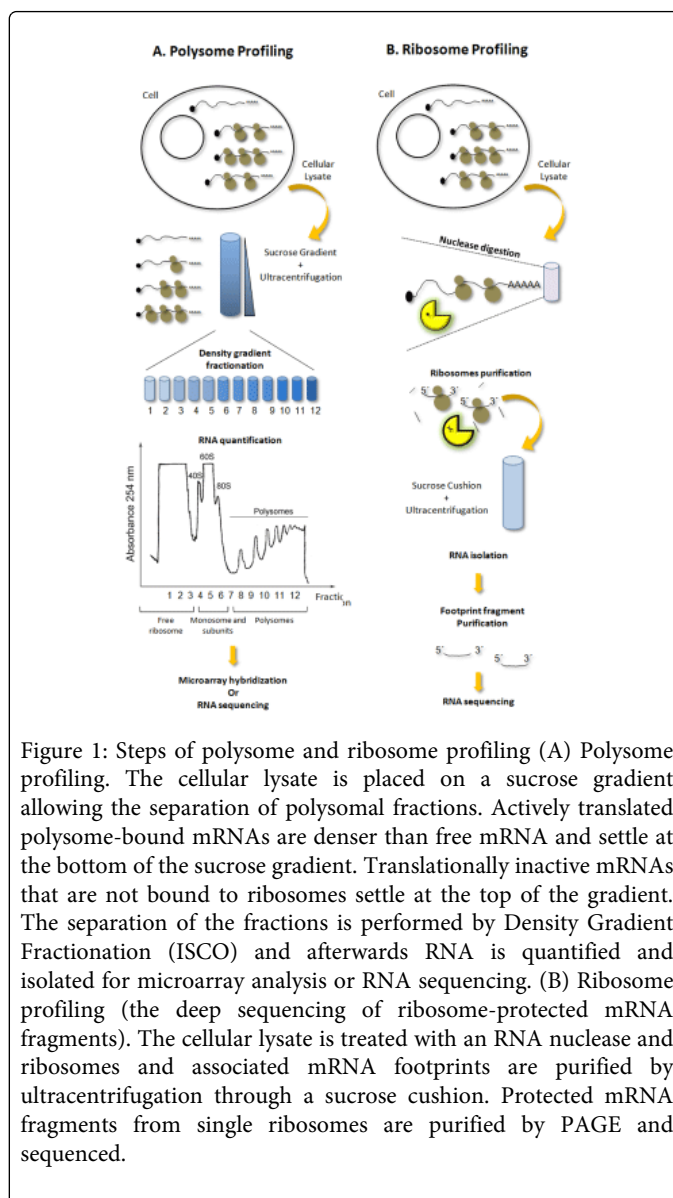 A. Polysome Profiling
Cell
Cellular
Lysate
Sucrose Gradient
+
Ultracentrifugation
Density gradient
fractionation
1 2 3 4 5 6 7 8 9 10 11 12
RNA quantification
Absorbance 254 nm
40S
60S
80S
Polysomes
1 2 3 4 5 6 7 8 9 10 11 12
Fraction
Free
ribosome
Monosome and
subunits
Polysomes
Microarray hybridization
Or
RNA sequencing
B. Ribosome Profiling
Cell
Cellular
Lysate
Nuclease digestion
AAAAA
Ribosomes purification
5´ 3´
5´ 3´
Sucrose Cushion
+
Ultracentrifugation
RNA isolation
Footprint fragment
Purification
5´ 3´
5´ 3´
RNA sequencing
Figure 1: Steps of polysome and ribosome profiling (A) Polysome
profiling. The cellular lysate is placed on a sucrose gradient
allowing the separation of polysomal fractions. Actively translated
polysome-bound mRNAs are denser than free mRNA and settle at
the bottom of the sucrose gradient. Translationally inactive mRNAs
that are not bound to ribosomes settle at the top of the gradient.
The separation of the fractions is performed by Density Gradient
Fractionation (ISCO) and afterwards RNA is quantified and
isolated for microarray analysis or RNA sequencing. (B) Ribosome
profiling (the deep sequencing of ribosome-protected mRNA
fragments). The cellular lysate is treated with an RNA nuclease and
ribosomes and associated mRNA footprints are purified by
ultracentrifugation through a sucrose cushion. Protected mRNA
fragments from single ribosomes are purified by PAGE and
sequenced.